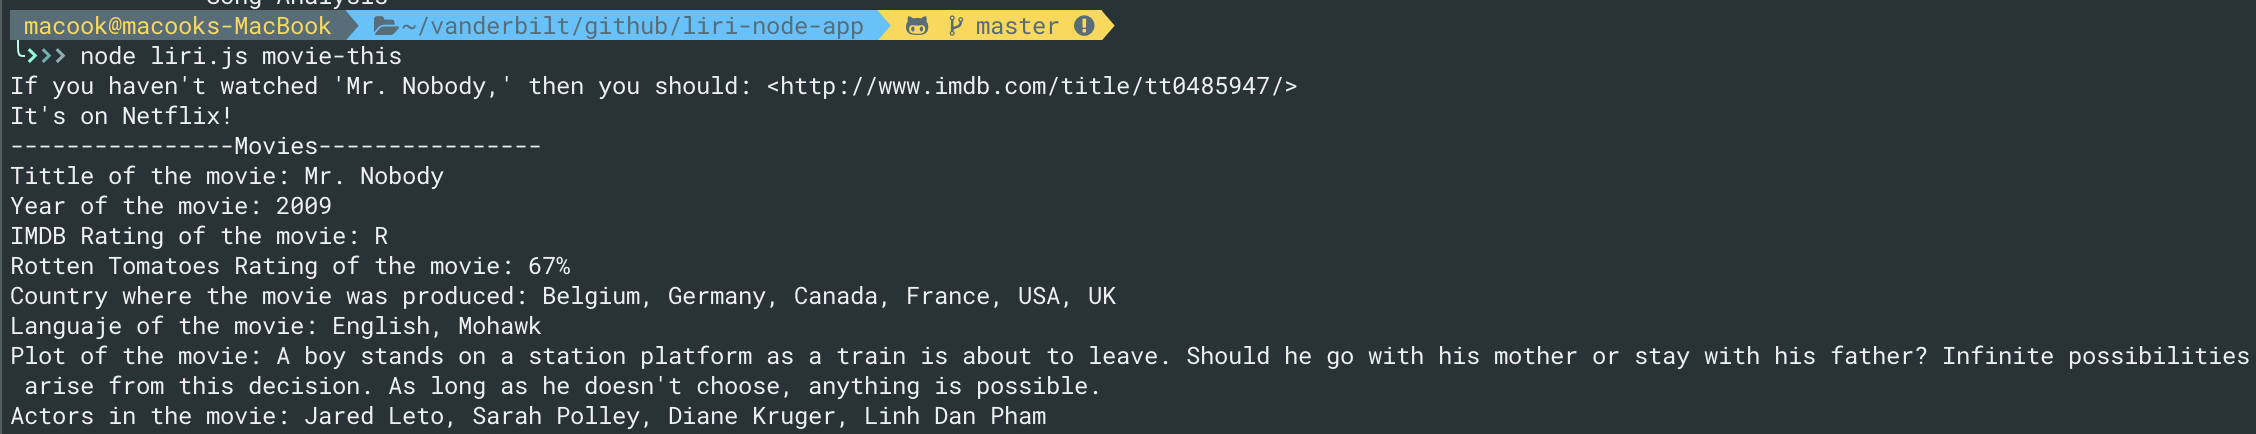 Song Analysis
macook@macooks-MacBook ~/vanderbilt/github/liri-node-app master
node liri.js movie-this
If you haven't watched 'Mr. Nobody,' then you should: <http://www.imdb.com/title/tt0485947/>
It's on Netflix!
----------------Movies----------------
Tittle of the movie: Mr. Nobody
Year of the movie: 2009
IMDB Rating of the movie: R
Rotten Tomatoes Rating of the movie: 67%
Country where the movie was produced: Belgium, Germany, Canada, France, USA, UK
Languaje of the movie: English, Mohawk
Plot of the movie: A boy stands on a station platform as a train is about to leave. Should he go with his mother or stay with his father? Infinite possibilities
arise from this decision. As long as he doesn't choose, anything is possible.
Actors in the movie: Jared Leto, Sarah Polley, Diane Kruger, Linh Dan Pham